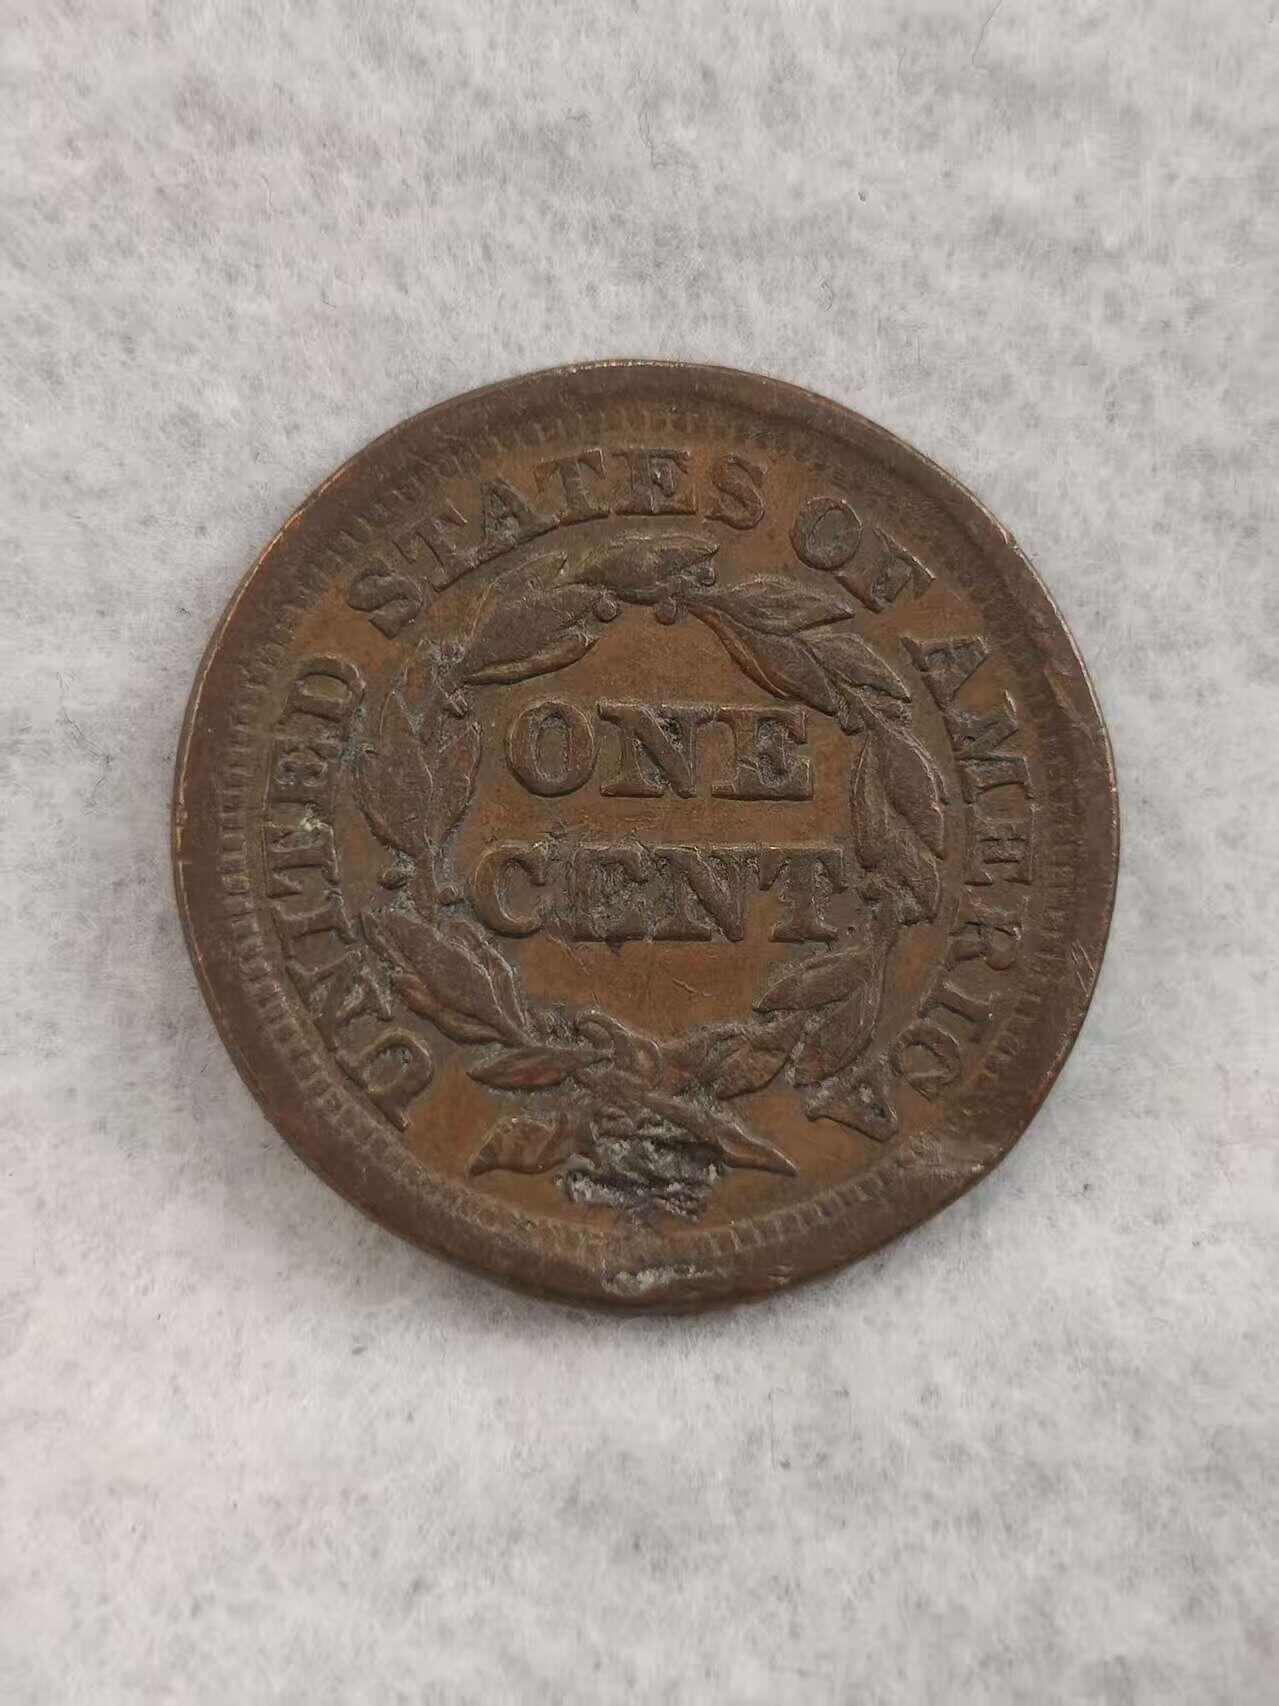 UNITED STATES OF AMERICA
ONE
CENT